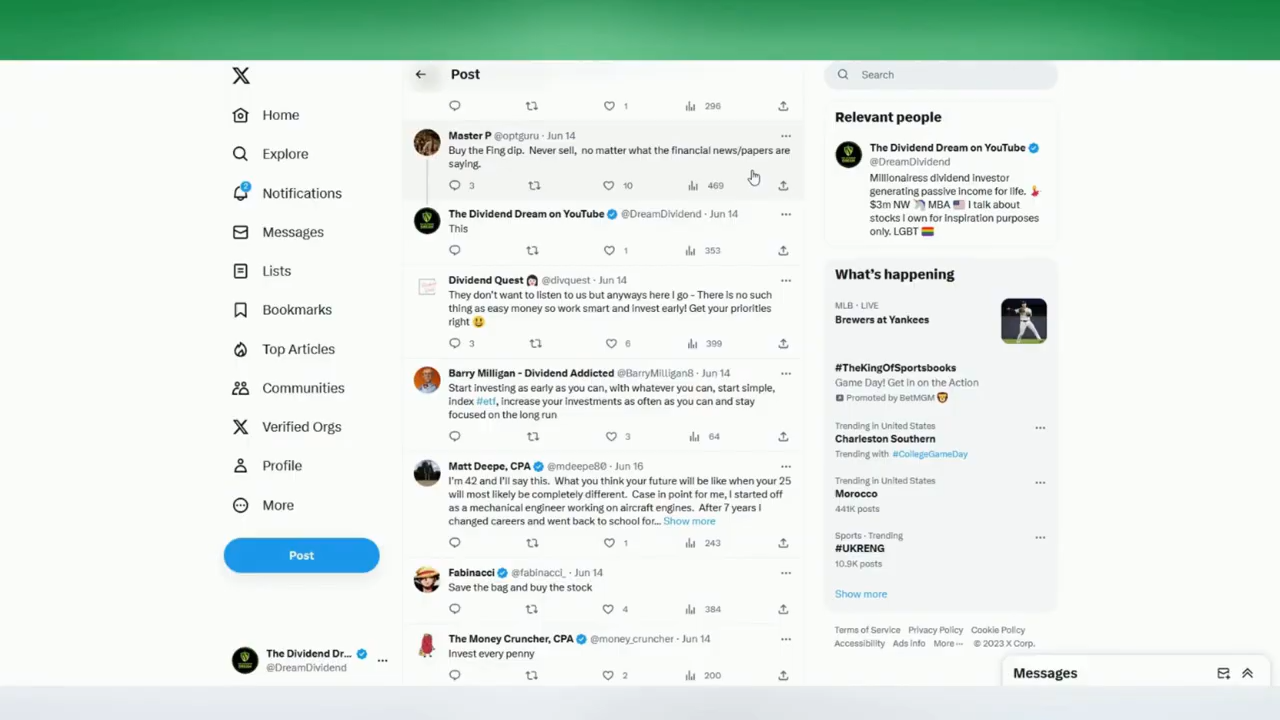 Home
Explore
2
Notifications
Messages
Lists
Bookmarks
Top Articles
Communities
Verified Orgs
Profile
More
Post
The Dividend Dr...
@DreamDividend
Post
1 296
Master P @optguru · Jun 14
Buy the Fing dip. Never sell, no matter what the financial news/papers are
saying.
3 10 469
The Dividend Dream on YouTube @DreamDividend · Jun 14
This
1 353
Dividend Quest @divquest · Jun 14
They don't want to listen to us but anyways here I go - There is no such
thing as easy money so work smart and invest early! Get your priorities
right
3 6 399
Barry Milligan - Dividend Addicted @BarryMilligan8 · Jun 14
Start investing as early as you can, with whatever you can, start simple,
index #etf, increase your investments as often as you can and stay
focused on the long run
3 64
Matt Deepe, CPA @mdeepe80 · Jun 16
I'm 42 and I'll say this. What you think your future will be like when your 25
will most likely be completely different. Case in point for me, I started off
as a mechanical engineer working on aircraft engines. After 7 years I
changed careers and went back to school for... Show more
1 243
Fabinacci @fabinacci_ · Jun 14
Save the bag and buy the stock
4 384
The Money Cruncher, CPA @money_cruncher · Jun 14
Invest every penny
2 200
Search
Relevant people
The Dividend Dream on YouTube
@DreamDividend
Millionairess dividend investor
generating passive income for life.
$3m NW MBA I talk about
stocks I own for inspiration purposes
only. LGBT
What's happening
MLB · LIVE
Brewers at Yankees
#TheKingOfSportsbooks
Game Day! Get in on the Action
Promoted by BetMGM
Trending in United States
Charleston Southern
Trending with #CollegeGameDay
Trending in United States
Morocco
441K posts
Sports · Trending
#UKRENG
10.9K posts
Show more
Terms of Service Privacy Policy Cookie Policy
Accessibility Ads info More ··· © 2023 X Corp.
Messages